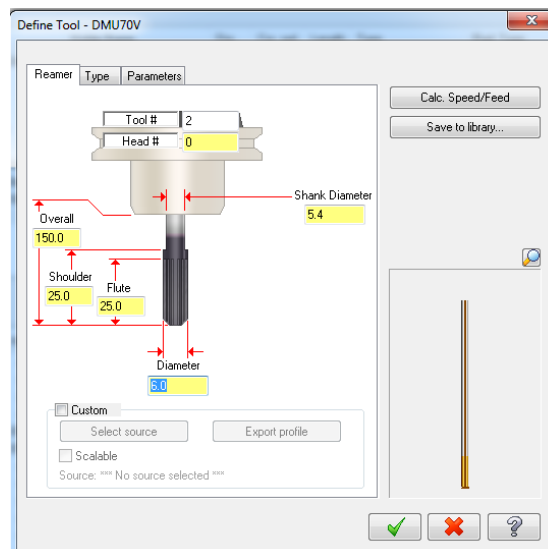 Define Tool - DMU70V
Reamer Type Parameters
Tool # 2
Head # 0
Calc. Speed/Feed
Save to library...
Shank Diameter
5.4
Overall
150.0
Shoulder
25.0
Flute
25.0
Diameter
6.0
Custom
Select source Export profile
Scalable
Source: *** No source selected ***